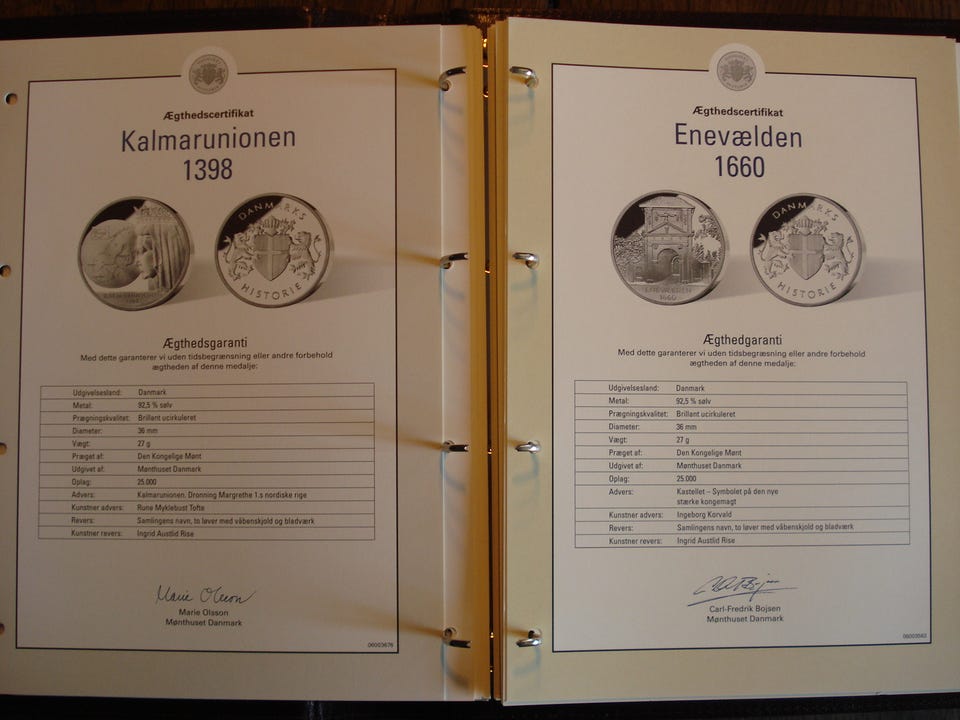 Ægthedscertifikat
Kalmarunionen
1398
DANMARKS
HISTORIE
Ægthedsgaranti
Med dette garanterer vi uden tidsbegrænsning eller andre forbehold
ægtheden af denne medalje:
Udgivelsesland: Danmark
Metal: 92,5 % sølv
Prægningskvalitet: Brillant ucirkuleret
Diameter: 36 mm
Vægt: 27 g
Præget af: Den Kongelige Mønt
Udgivet af: Mønthuset Danmark
Oplag: 25.000
Advers: Kalmarunionen. Dronning Margrethe 1.s nordiske rige
Kunstner advers: Rune Myklebust Tofte
Revers: Samlingens navn, to løver med våbenskjold og bladværk
Kunstner revers: Ingrid Austlid Rise
Marie Olsson
Marie Olsson
Mønthuset Danmark
06003676
Ægthedscertifikat
Enevælden
1660
ENEVÆLDEN
1660
DANMARKS
HISTORIE
Ægthedgaranti
Med dette garanterer vi uden tidsbegræsning eller andre forbehold
ægtheden af denne medalje:
Udgivelsesland: Danmark
Metal: 92,5 % sølv
Prægningskvalitet: Brillant ucirkuleret
Diameter: 36 mm
Vægt: 27 g
Præget af: Den Kongelige Mønt
Udgivet af: Mønthuset Danmark
Oplag: 25.000
Advers: Kastellet – Symbolet på den nye
stærke kongemagt
Kunstner advers: Ingeborg Korvald
Revers: Samlingens navn, to løver med våbenskjold og bladværk
Kunstner revers: Ingrid Austlid Rise
Carl-Fredrik Bojsen
Mønthuset Danmark